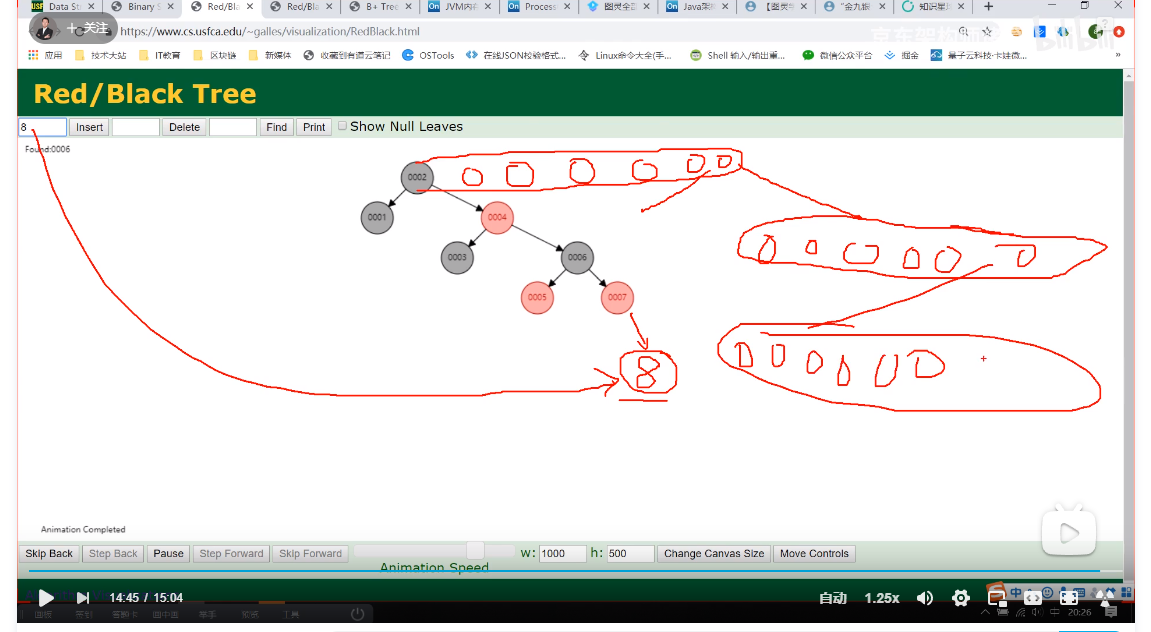 Data St Binary S Red/Bla Red/Bla B+ Tree JVM内存 Process 图灵全 Java架 【图灵学 "金九银 知识星
+ 关注 https://www.cs.usfca.edu/~galles/visualization/RedBlack.html
应用 技术大站 IT教育 区块链 新媒体 收藏到有道云笔记 OSTools 在线JSON校验格式... Linux命令大全(手... Shell 输入/输出重... 微信公众平台 掘金 量子云科技-卡娃微... »
Red/Black Tree
8 Insert Delete Find Print Show Null Leaves
Found:0006
0002
0001 0004
0003 0006
0005 0007
8
Animation Completed
Skip Back Step Back Pause Step Forward Skip Forward w: 1000 h: 500 Change Canvas Size Move Controls
Animation Speed
14:45 / 15:04 自动 1.25x
20:26